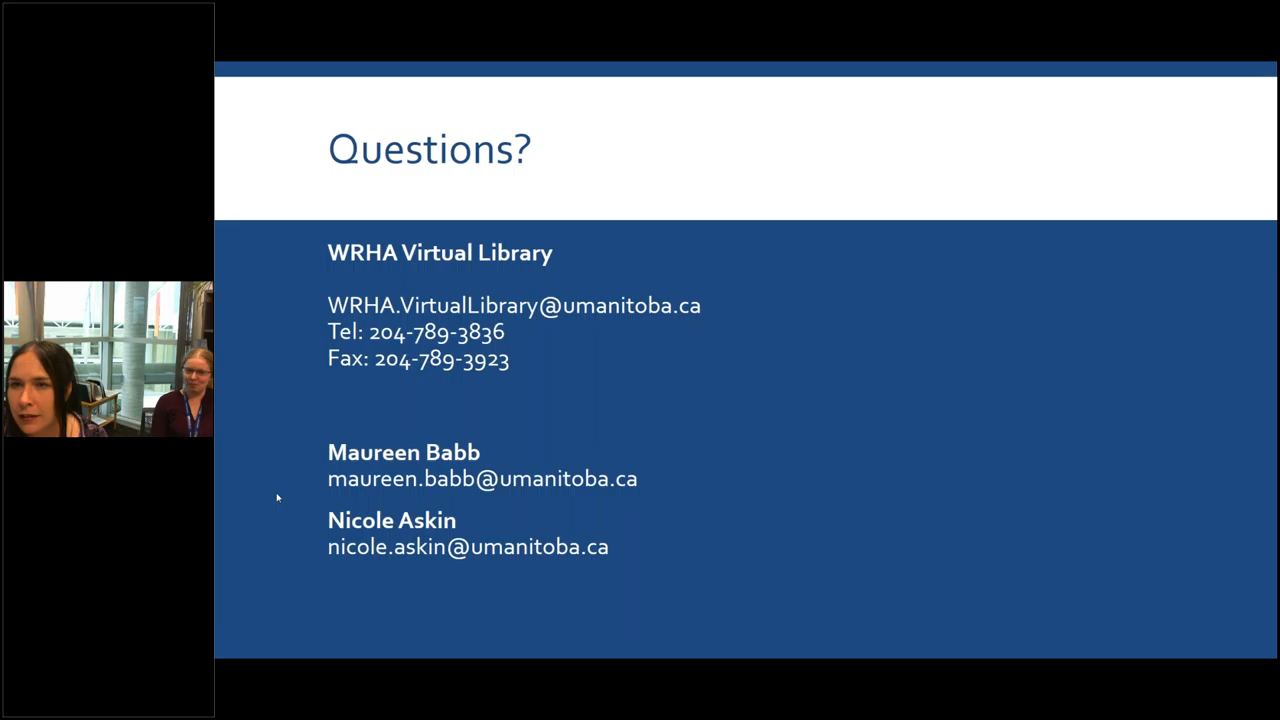 Questions?
WRHA Virtual Library
WRHA.VirtualLibrary@umanitoba.ca
Tel: 204-789-3836
Fax: 204-789-3923
Maureen Babb
maureen.babb@umanitoba.ca
Nicole Askin
nicole.askin@umanitoba.ca